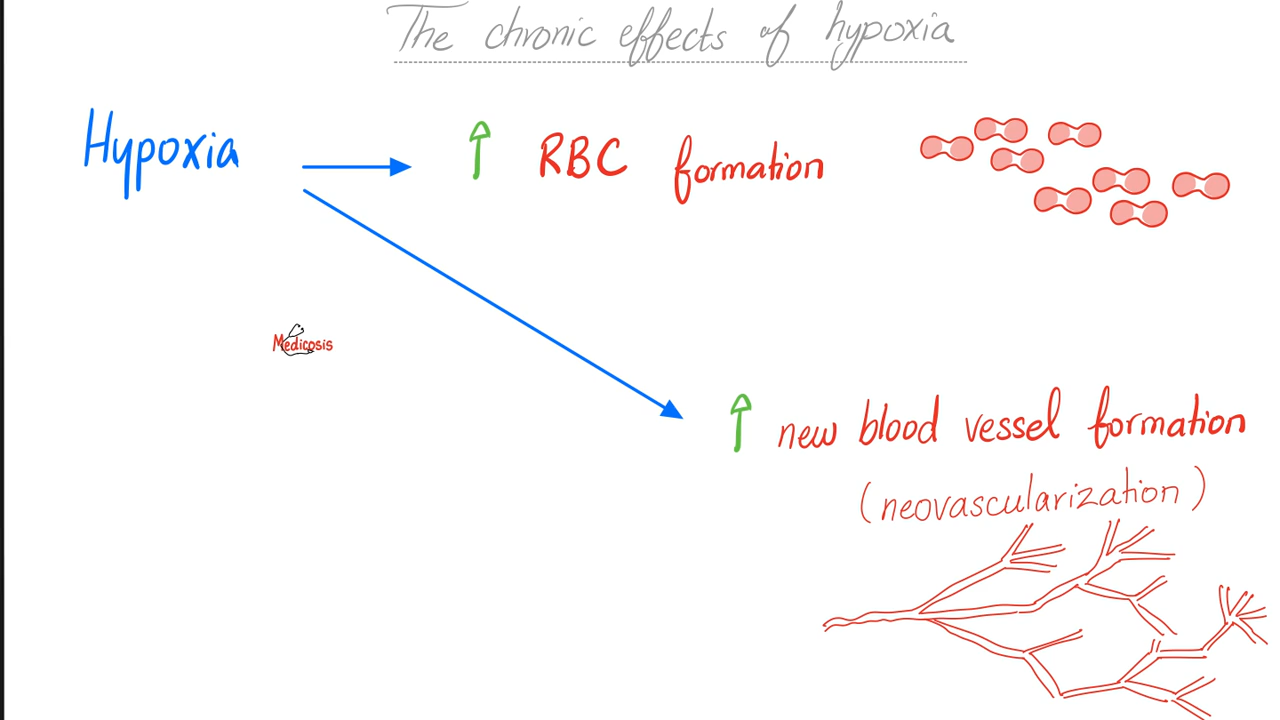 The chronic effects of hypoxia
Hypoxia
RBC formation
Medicosis
new blood vessel formation
(neovascularization)